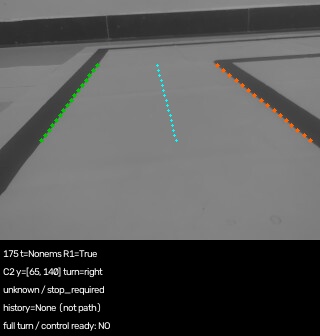 175 t=Nonems R1=True
C2 y=[65, 140] turn=right
unknown / stop_required
history=None (not path)
full turn / control ready: NO